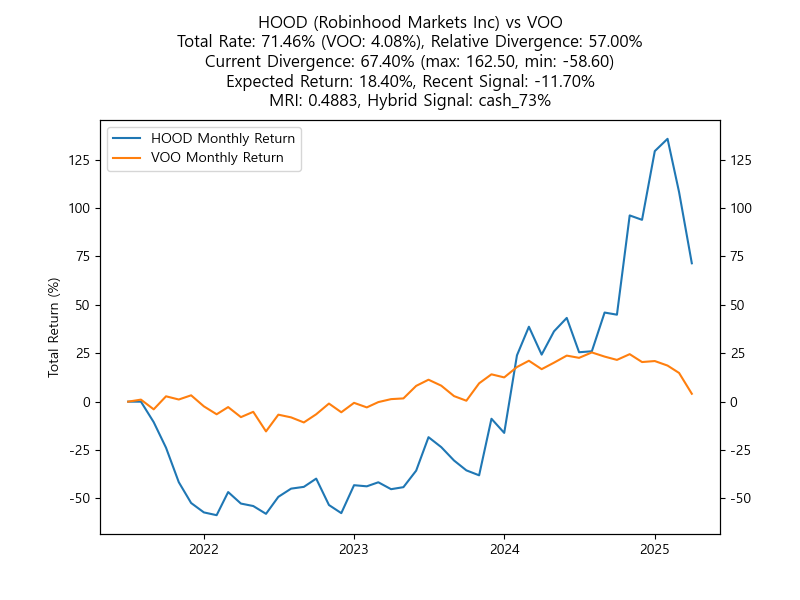 HOOD (Robinhood Markets Inc) vs VOO
Total Rate: 71.46% (VOO: 4.08%), Relative Divergence: 57.00%
Current Divergence: 67.40% (max: 162.50, min: -58.60)
Expected Return: 18.40%, Recent Signal: -11.70%
MRI: 0.4883, Hybrid Signal: cash_73%
HOOD Monthly Return
VOO Monthly Return
Total Return (%)
125
100
75
50
25
0
-25
-50
125
100
75
50
25
0
-25
-50
2022
2023
2024
2025